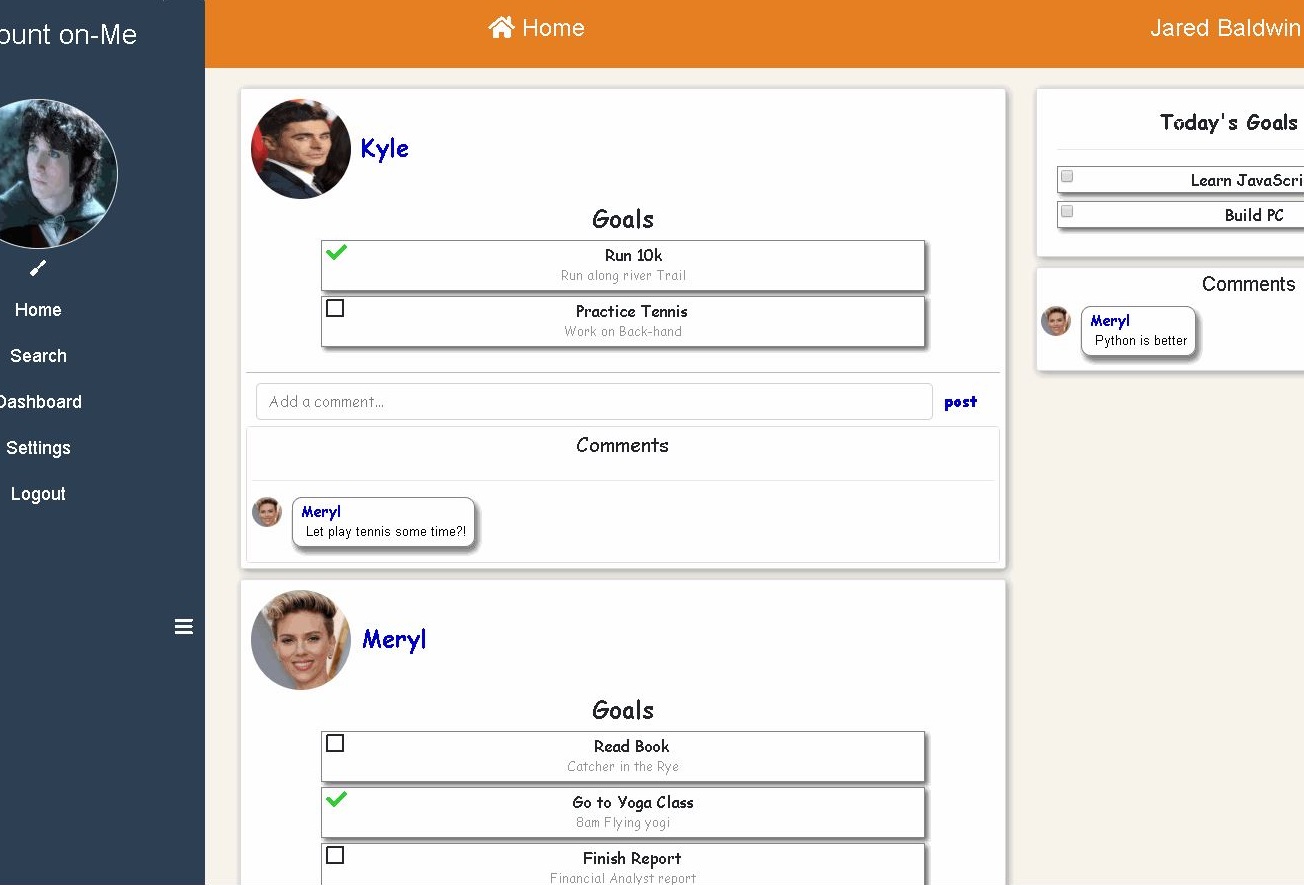 ount on-Me
Home
Jared Baldwin
Home
Search
Dashboard
Settings
Logout
Kyle
Goals
Run 10k
Run along river Trail
Practice Tennis
Work on Back-hand
Add a comment...
post
Comments
Meryl
Let play tennis some time?!
Meryl
Goals
Read Book
Catcher in the Rye
Go to Yoga Class
8am Flying yogi
Finish Report
Financial Analyst report
Today's Goals
Learn JavaScri
Build PC
Comments
Meryl
Python is better